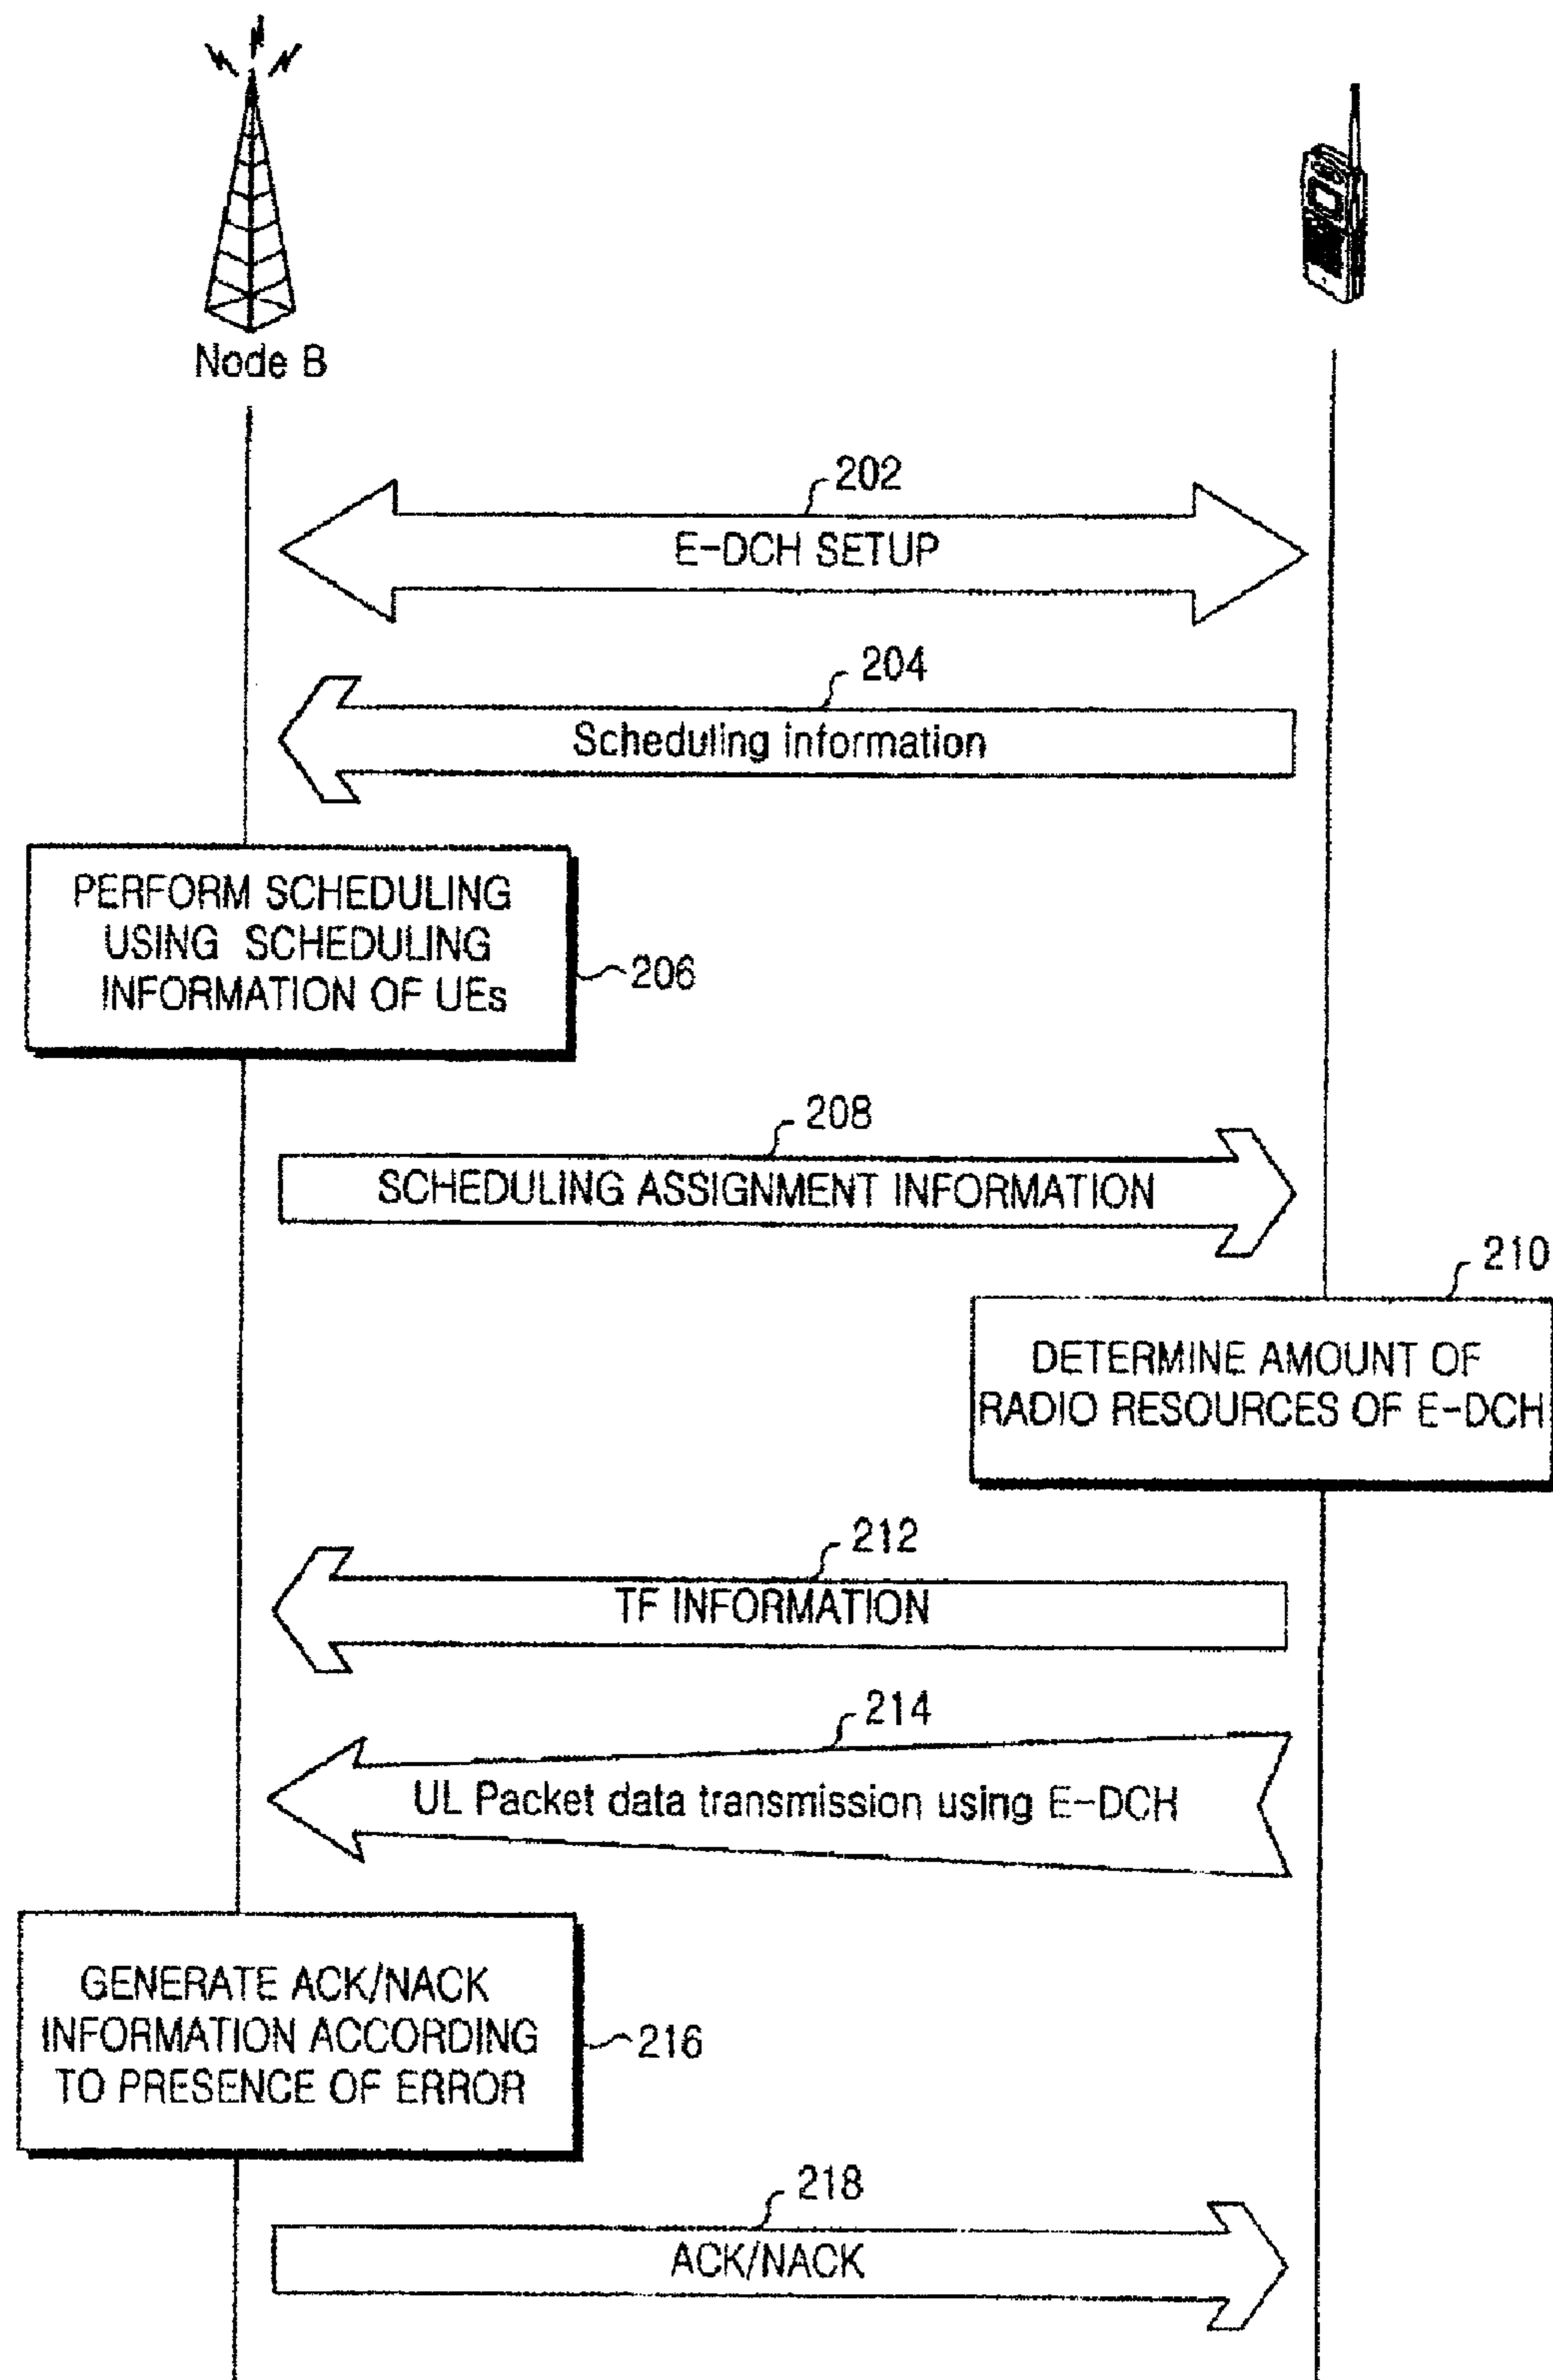 Node B
202
E-DCH SETUP
204
Scheduling information
PERFORM SCHEDULING
USING SCHEDULING
INFORMATION OF UEs
206
208
SCHEDULING ASSIGNMENT INFORMATION
210
DETERMINE AMOUNT OF
RADIO RESOURCES OF E-DCH
212
TF INFORMATION
214
UL Packet data transmission using E-DCH
GENERATE ACK/NACK
INFORMATION ACCORDING
TO PRESENCE OF ERROR
216
218
ACK/NACK